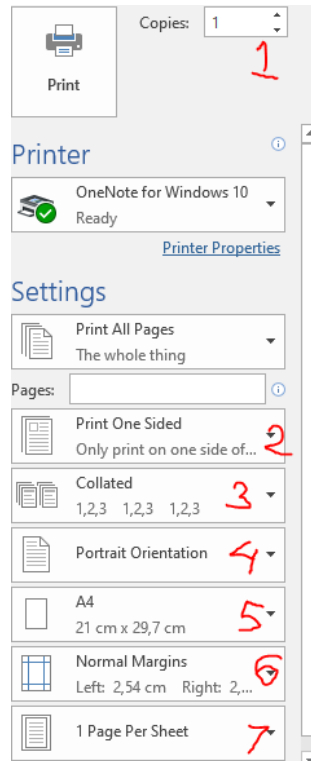 Copies: 1
1
Print
Printer
OneNote for Windows 10
Ready
Printer Properties
Settings
Print All Pages
The whole thing
Pages:
Print One Sided
Only print on one side of...
2
Collated
1,2,3 1,2,3 1,2,3
3
Portrait Orientation
4
A4
21 cm x 29,7 cm
5
Normal Margins
Left: 2,54 cm Right: 2,...
6
1 Page Per Sheet
7